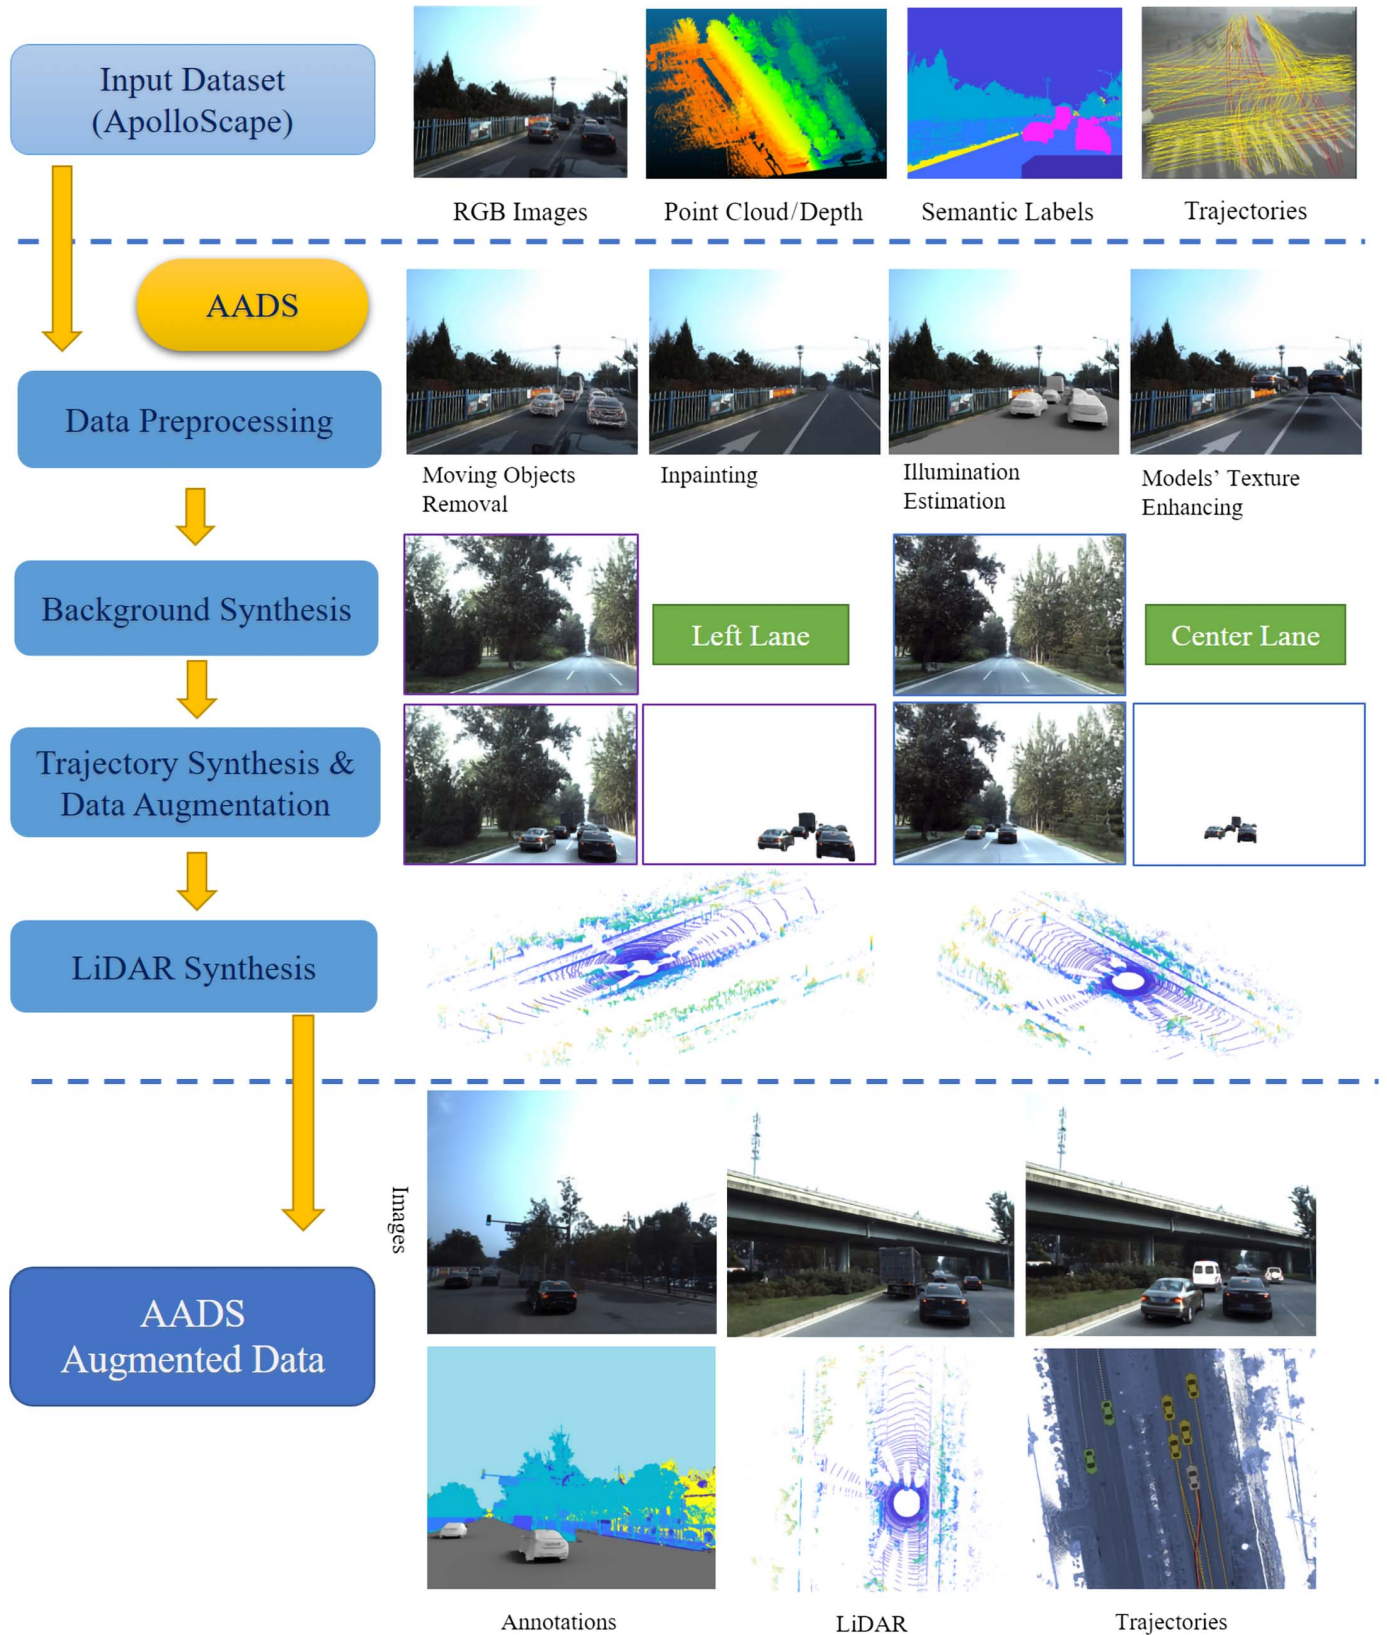 Input Dataset
(ApolloScape)
RGB Images
Point Cloud/Depth
Semantic Labels
Trajectories
AADS
Data Preprocessing
Moving Objects
Removal
Inpainting
Illumination
Estimation
Models’ Texture
Enhancing
Background Synthesis
Left Lane
Center Lane
Trajectory Synthesis &
Data Augmentation
LiDAR Synthesis
Images
AADS
Augmented Data
Annotations
LiDAR
Trajectories